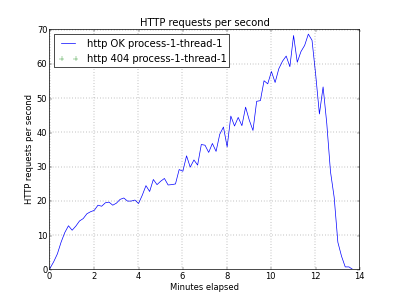 HTTP requests per second
http OK process-1-thread-1
http 404 process-1-thread-1
HTTP requests per second
70
60
50
40
30
20
10
0
0 2 4 6 8 10 12 14
Minutes elapsed